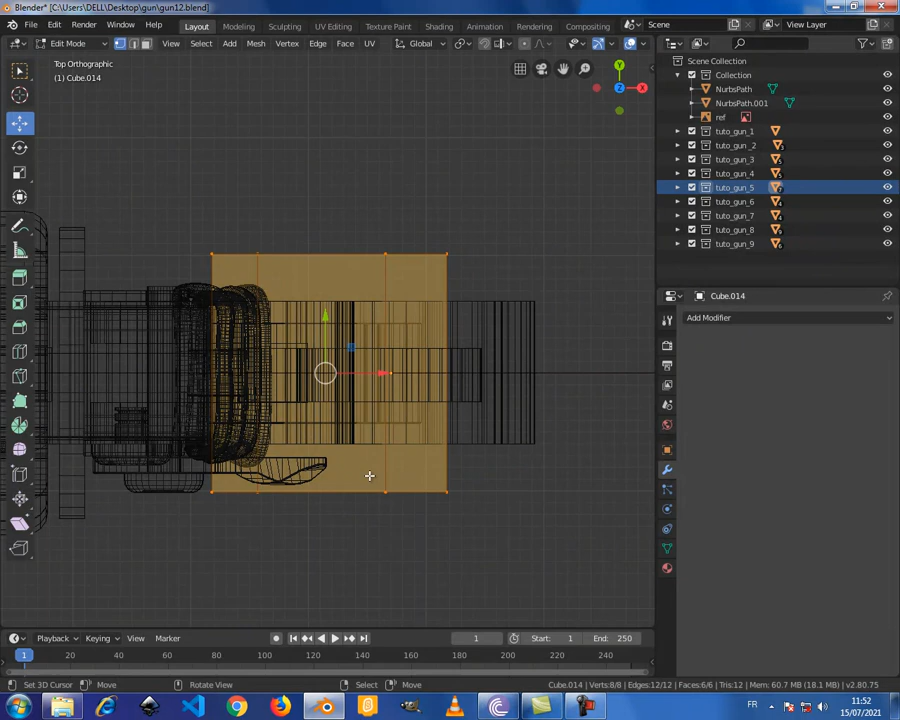 Blender* [C:\Users\DELL\Desktop\gun\gun12.blend]
File Edit Render Window Help Layout Modeling Sculpting UV Editing Texture Paint Shading Animation Rendering Compositing Scene View Layer
Edit Mode View Select Add Mesh Vertex Edge Face UV Global
Top Orthographic
(1) Cube.014
Y
X
Z
Scene Collection
Collection
NurbsPath
NurbsPath.001
ref
tuto_gun_1
tuto_gun _2
tuto_gun_3
tuto_gun_4
tuto_gun_5
tuto_gun_6
tuto_gun_7
tuto_gun_8
tuto_gun_9
Cube.014
Add Modifier
Playback Keying View Marker 1 Start: 1 End: 250
1 20 40 60 80 100 120 140 160 180 200 220 240
Set 3D Cursor Move Rotate View Select Move Cube.014 | Verts:8/8 | Edges:12/12 | Faces:6/6 | Tris:12 | Mem: 60.7 MB (18.1 MB) | v2.80.75
FR 11:52
15/07/2021